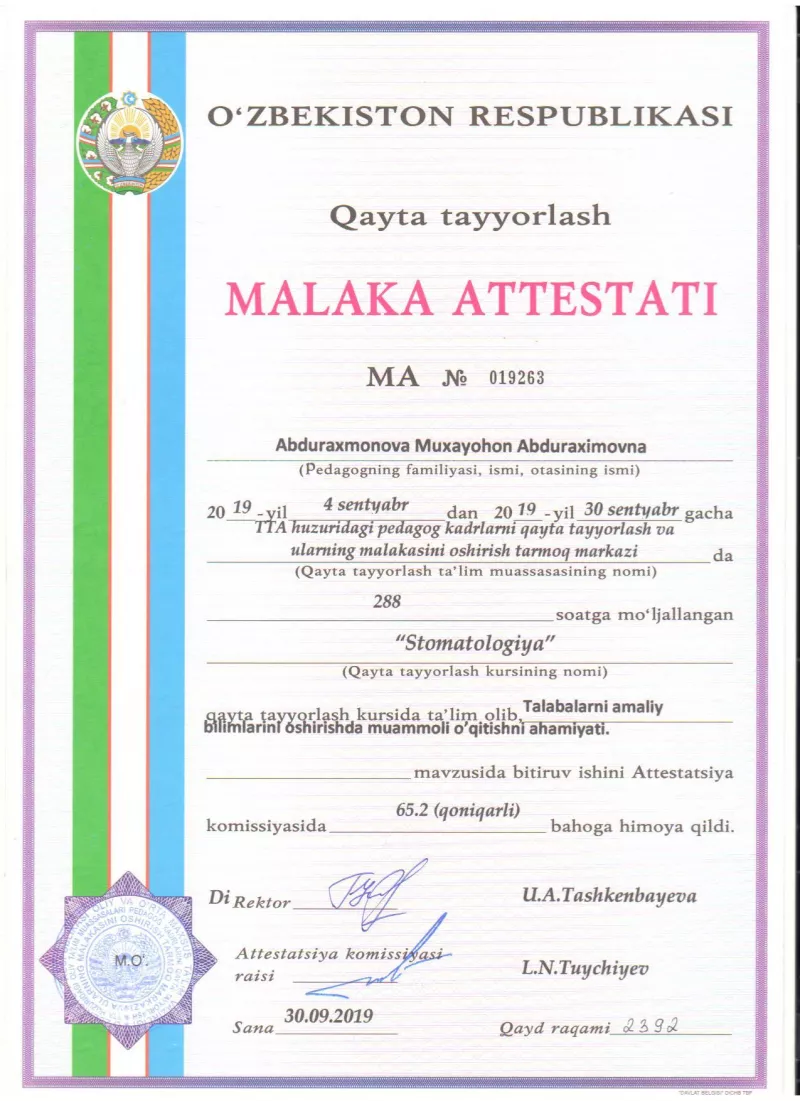 O‘ZBEKISTON RESPUBLIKASI
Qayta tayyorlash
MALAKA ATTESTATI
MA № 019263
Abduraxmonova Muxayohon Abduraximovna
(Pedagogning familiyasi, ismi, otasining ismi)
20 19 -yil 4 sentyabr dan 20 19 -yil 30 sentyabr gacha
TTA huzuridagi pedagog kadrlarni qayta tayyorlash va
ularning malakasini oshirish tarmoq markazi da
(Qayta tayyorlash ta’lim muassasasining nomi)
288 soatga mo‘ljallangan
“Stomatologiya”
(Qayta tayyorlash kursining nomi)
qayta tayyorlash kursida ta’lim olib, Talabalarni amaliy
bilimlarini oshirishda muammoli o’qitishni ahamiyati.
mavzusida bitiruv ishini Attestatsiya
komissiyasida 65.2 (qoniqarli) bahoga himoya qildi.
Di Rektor U.A.Tashkenbayeva
Attestatsiya komissiyasi
raisi L.N.Tuychiyev
M.O‘.
Sana 30.09.2019 Qayd raqami 2392